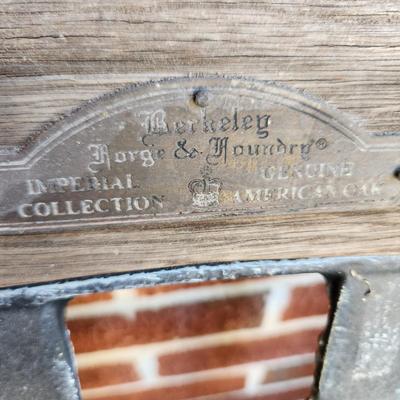 Berkeley
Forge & Foundry®
IMPERIAL GENUINE
COLLECTION AMERICAN OAK